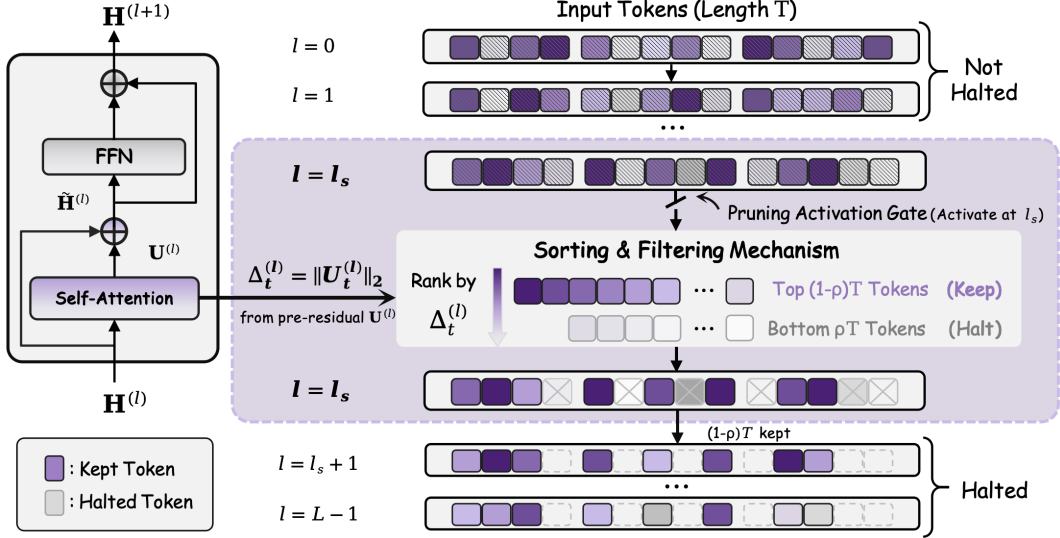 H^(l+1)
FFN
H̃^(l)
U^(l)
Self-Attention
H^(l)
: Kept Token
: Halted Token
Input Tokens (Length T)
l = 0
l = 1
...
Not
Halted
l = l_s
Pruning Activation Gate (Activate at l_s)
Δ_t^(l) = ||U_t^(l)||_2
from pre-residual U^(l)
Sorting & Filtering Mechanism
Rank by
Δ_t^(l)
... Top (1-ρ)T Tokens (Keep)
... Bottom ρT Tokens (Halt)
l = l_s
(1-ρ)T kept
l = l_s + 1
...
l = L − 1
Halted